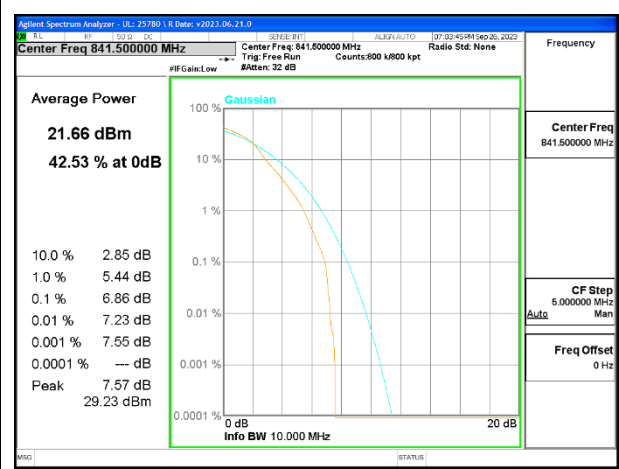 Agilent Spectrum Analyzer - UL: 25780 \ R Date: v2023.06.21.0
RL RF 50 Ω DC SENSE:INT ALIGN AUTO 07:03:45 PM Sep 26, 2023
Center Freq 841.500000 MHz
Center Freq: 841.500000 MHz Radio Std: None
Trig: Free Run Counts:800 k/800 kpt
#IFGain:Low #Atten: 32 dB
Frequency
Average Power
21.66 dBm
42.53 % at 0dB
10.0 % 2.85 dB
1.0 % 5.44 dB
0.1 % 6.86 dB
0.01 % 7.23 dB
0.001 % 7.55 dB
0.0001 % --- dB
Peak 7.57 dB
29.23 dBm
Gaussian
100 %
10 %
1 %
0.1 %
0.01 %
0.001 %
0.0001 %
0 dB 20 dB
Info BW 10.000 MHz
Center Freq
841.500000 MHz
CF Step
5.000000 MHz
Auto Man
Freq Offset
0 Hz
MSG STATUS